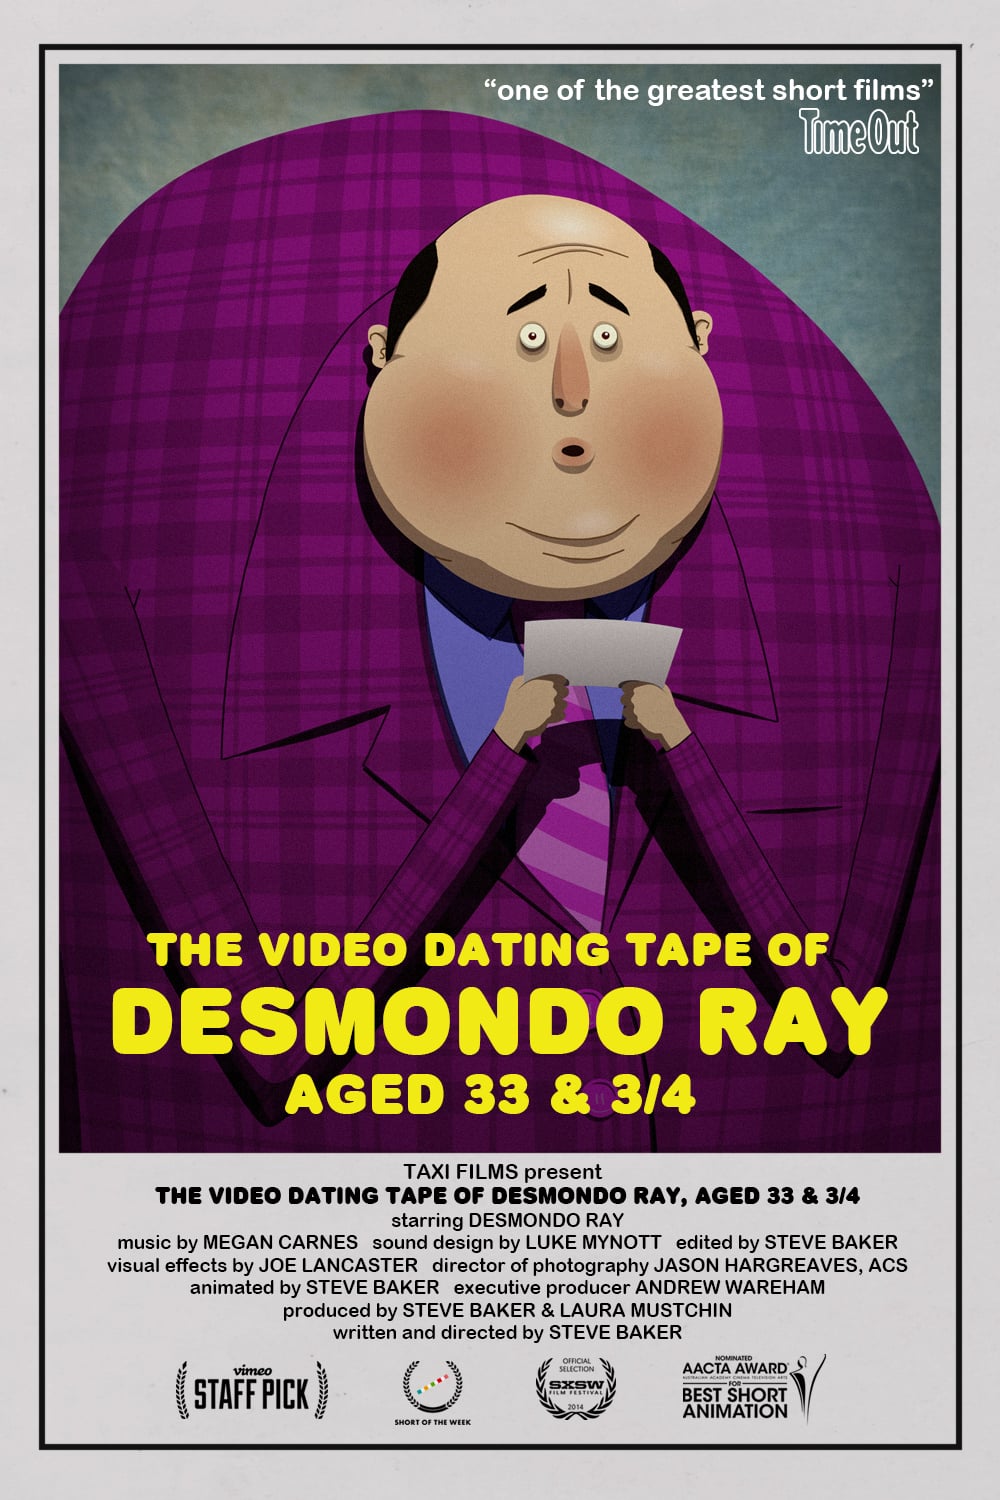 “one of the greatest short films”
TimeOut
THE VIDEO DATING TAPE OF
DESMONDO RAY
AGED 33 & 3/4
TAXI FILMS present
THE VIDEO DATING TAPE OF DESMONDO RAY, AGED 33 & 3/4
starring DESMONDO RAY
music by MEGAN CARNES sound design by LUKE MYNOTT edited by STEVE BAKER
visual effects by JOE LANCASTER director of photography JASON HARGREAVES, ACS
animated by STEVE BAKER executive producer ANDREW WAREHAM
produced by STEVE BAKER & LAURA MUSTCHIN
written and directed by STEVE BAKER
vimeo
STAFF PICK
SHORT OF THE WEEK
OFFICIAL
SELECTION
SXSW
FILM FESTIVAL
2014
NOMINATED
AACTA AWARD
AUSTRALIAN ACADEMY CINEMA TELEVISION ARTS
FOR
BEST SHORT
ANIMATION